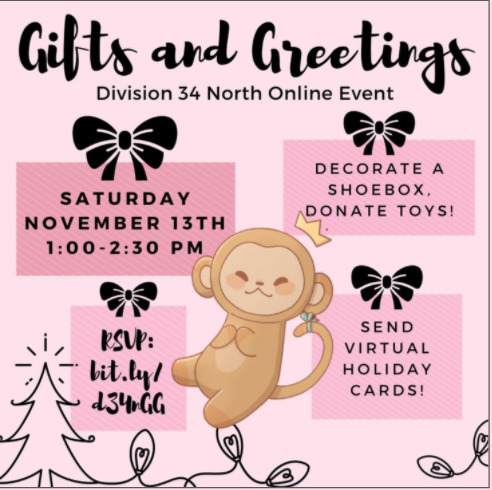 Gifts and Greetings
Division 34 North Online Event
SATURDAY
NOVEMBER 13TH
1:00-2:30 PM
DECORATE A
SHOEBOX,
DONATE TOYS!
RSVP:
bit.ly/
d34nGG
SEND
VIRTUAL
HOLIDAY
CARDS!